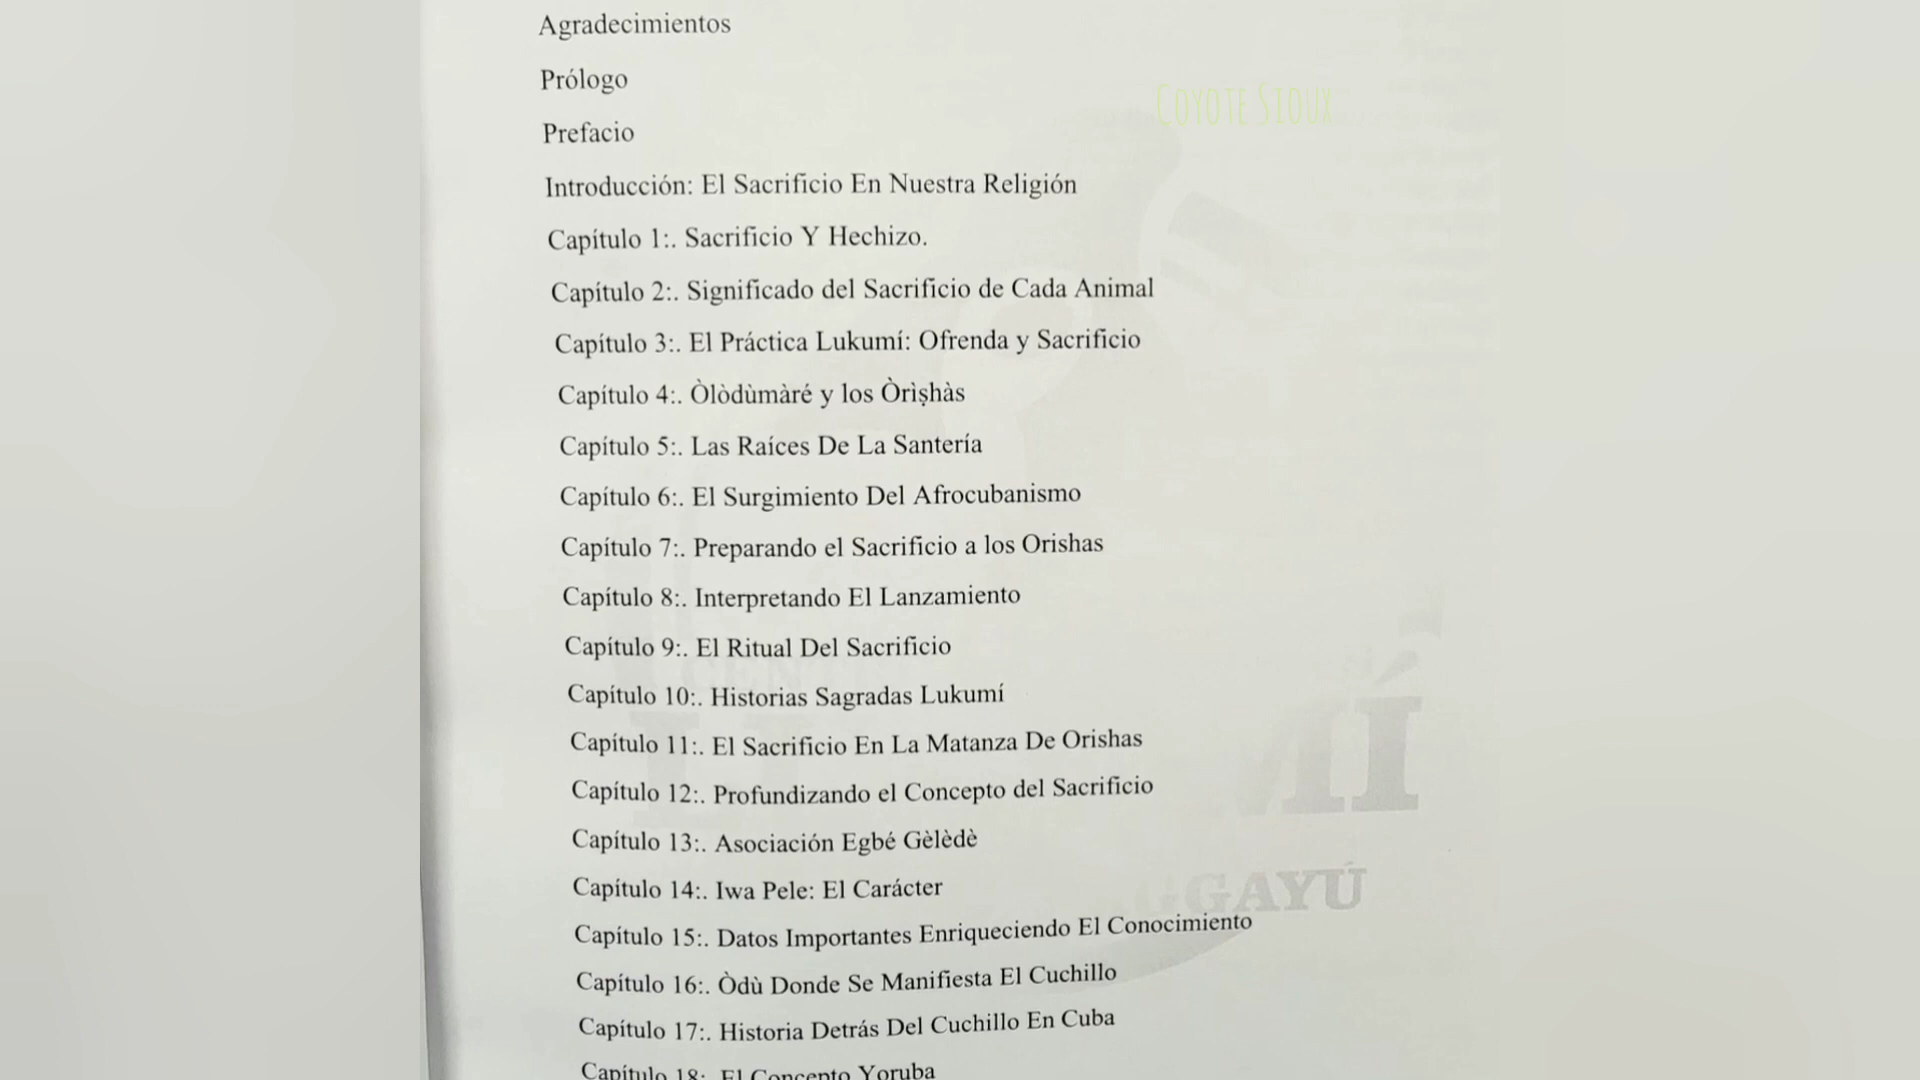 Agradecimientos
Prólogo
COYOTE SIOUX
Prefacio
Introducción: El Sacrificio En Nuestra Religión
Capítulo 1:. Sacrificio Y Hechizo.
Capítulo 2:. Significado del Sacrificio de Cada Animal
Capítulo 3:. El Práctica Lukumí: Ofrenda y Sacrificio
Capítulo 4:. Òlòdùmàré y los Òrìṣhàs
Capítulo 5:. Las Raíces De La Santería
Capítulo 6:. El Surgimiento Del Afrocubanismo
Capítulo 7:. Preparando el Sacrificio a los Orishas
Capítulo 8:. Interpretando El Lanzamiento
Capítulo 9:. El Ritual Del Sacrificio
Capítulo 10:. Historias Sagradas Lukumí
Capítulo 11:. El Sacrificio En La Matanza De Orishas
Capítulo 12:. Profundizando el Concepto del Sacrificio
Capítulo 13:. Asociación Egbé Gèlèdè
Capítulo 14:. Iwa Pele: El Carácter
Capítulo 15:. Datos Importantes Enriqueciendo El Conocimiento
Capítulo 16:. Òdù Donde Se Manifiesta El Cuchillo
Capítulo 17:. Historia Detrás Del Cuchillo En Cuba
Capítulo 18:. El Concepto Yoruba